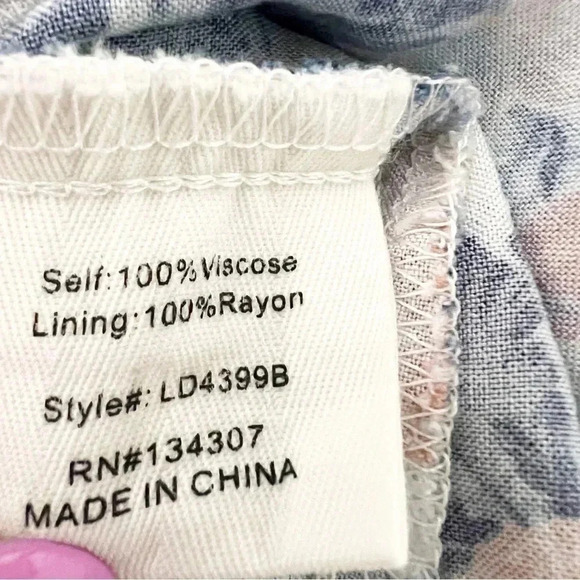 Self:100%Viscose
Lining:100%Rayon
Style#: LD4399B
RN#134307
MADE IN CHINA